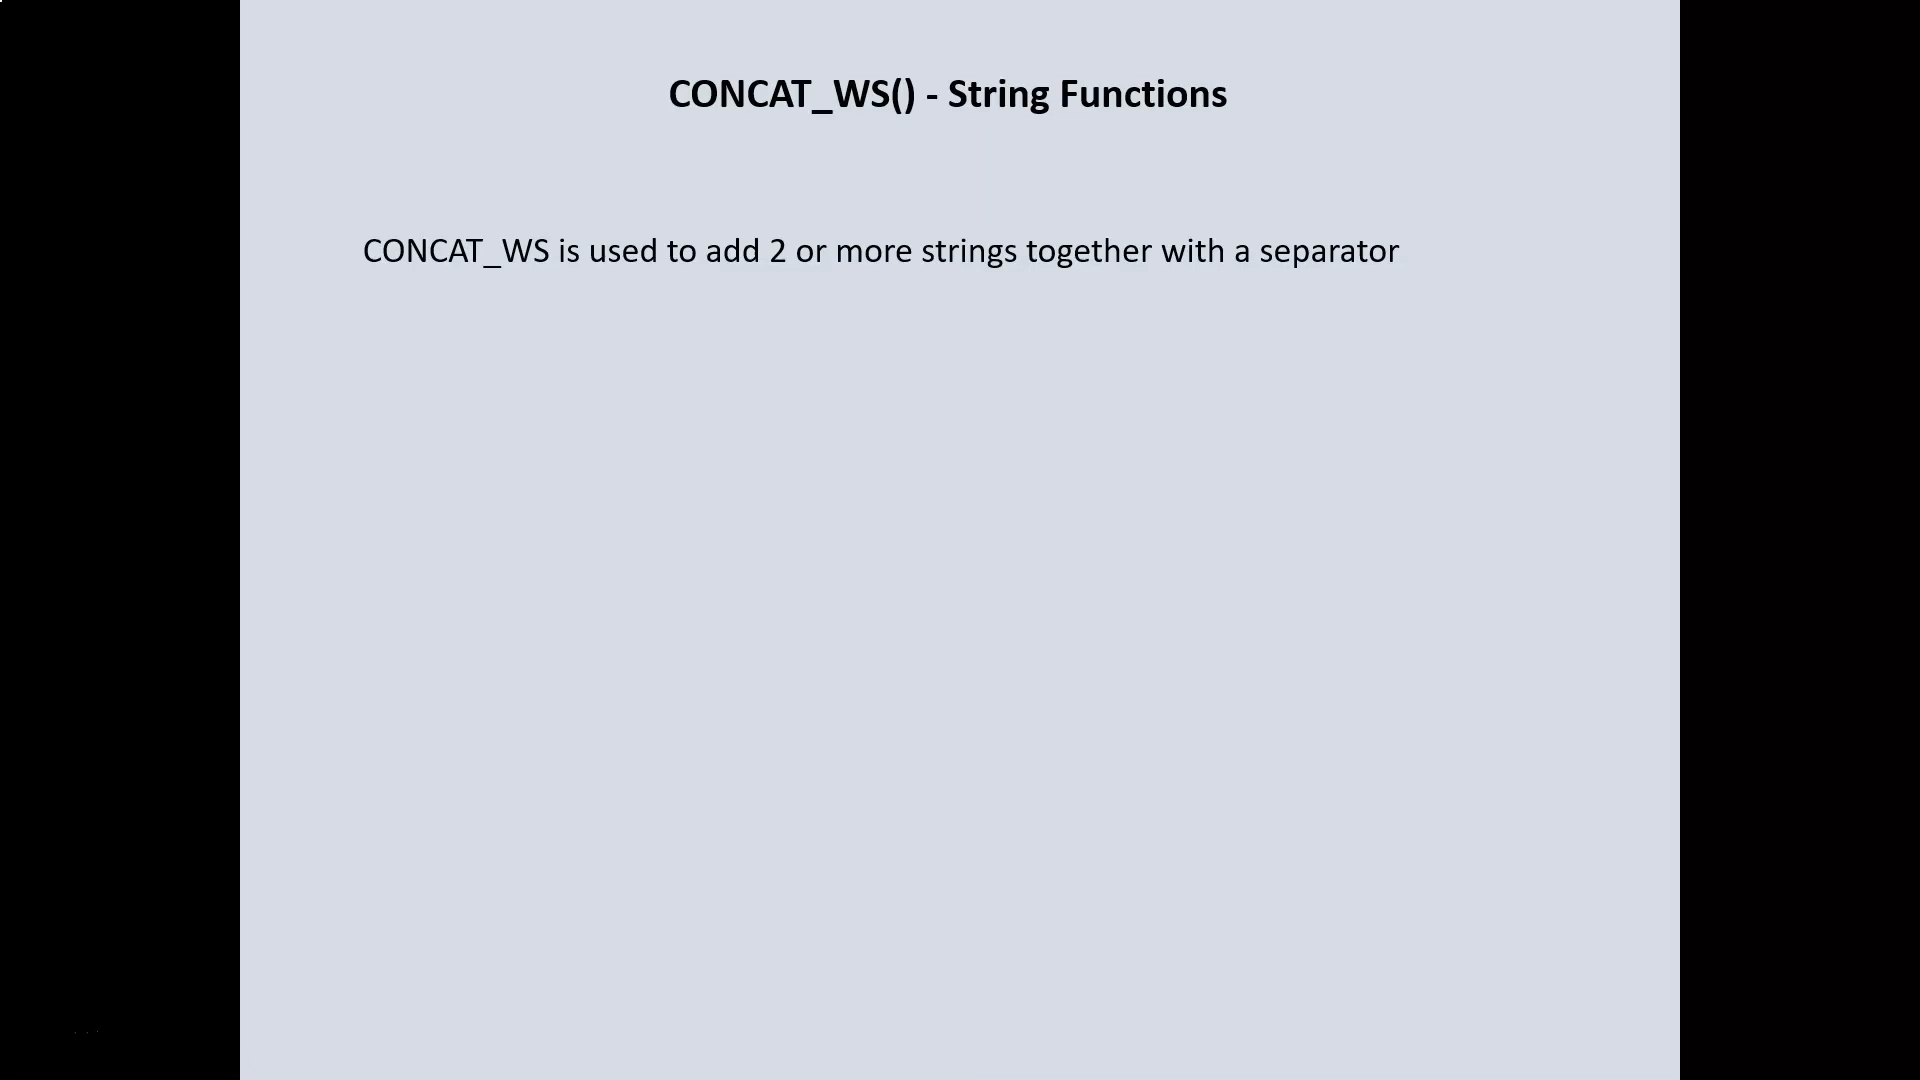 CONCAT_WS() - String Functions
CONCAT_WS is used to add 2 or more strings together with a separator